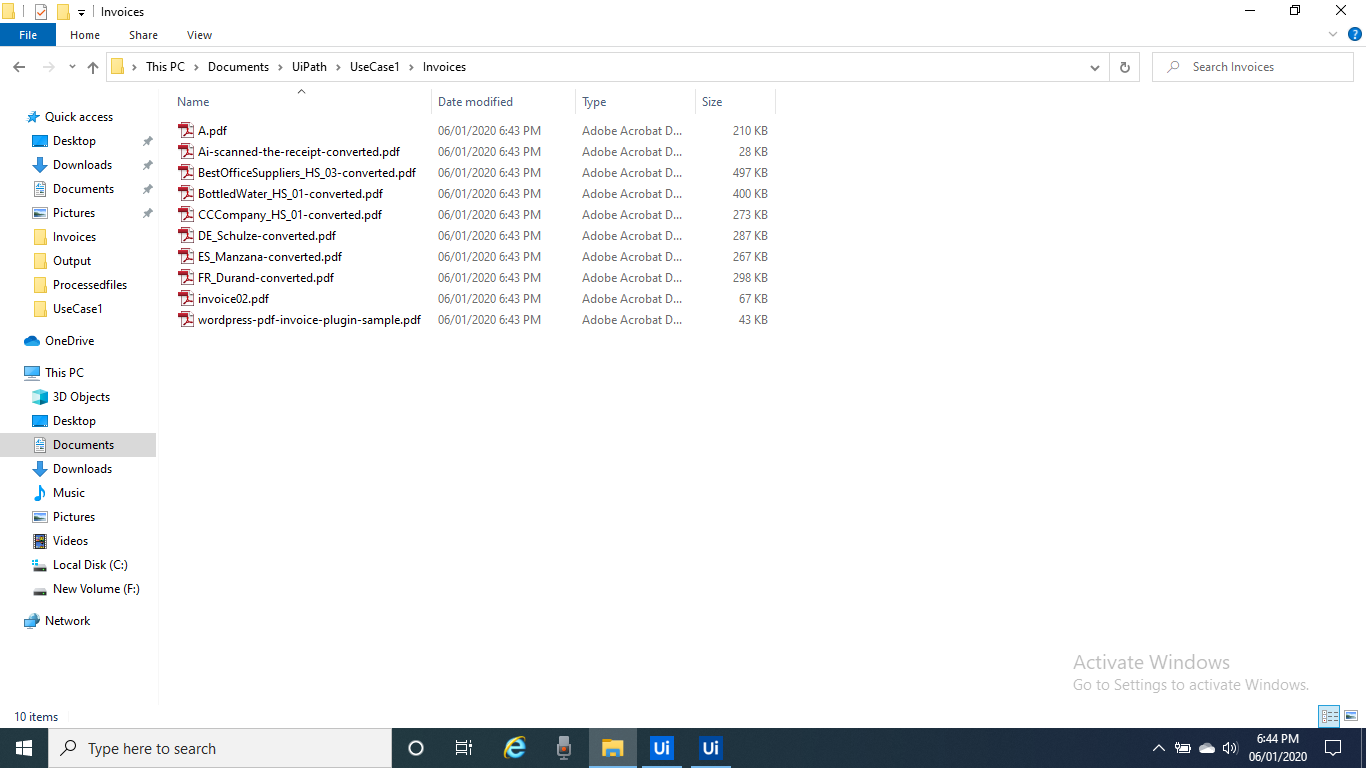 Invoices
File Home Share View
This PC > Documents > UiPath > UseCase1 > Invoices
Search Invoices
Name Date modified Type Size
A.pdf 06/01/2020 6:43 PM Adobe Acrobat D... 210 KB
Ai-scanned-the-receipt-converted.pdf 06/01/2020 6:43 PM Adobe Acrobat D... 28 KB
BestOfficeSuppliers_HS_03-converted.pdf 06/01/2020 6:43 PM Adobe Acrobat D... 497 KB
BottledWater_HS_01-converted.pdf 06/01/2020 6:43 PM Adobe Acrobat D... 400 KB
CCCompany_HS_01-converted.pdf 06/01/2020 6:43 PM Adobe Acrobat D... 273 KB
DE_Schulze-converted.pdf 06/01/2020 6:43 PM Adobe Acrobat D... 287 KB
ES_Manzana-converted.pdf 06/01/2020 6:43 PM Adobe Acrobat D... 267 KB
FR_Durand-converted.pdf 06/01/2020 6:43 PM Adobe Acrobat D... 298 KB
invoice02.pdf 06/01/2020 6:43 PM Adobe Acrobat D... 67 KB
wordpress-pdf-invoice-plugin-sample.pdf 06/01/2020 6:43 PM Adobe Acrobat D... 43 KB
Quick access
Desktop
Downloads
Documents
Pictures
Invoices
Output
Processedfiles
UseCase1
OneDrive
This PC
3D Objects
Desktop
Documents
Downloads
Music
Pictures
Videos
Local Disk (C:)
New Volume (F:)
Network
Activate Windows
Go to Settings to activate Windows.
10 items
Type here to search
Ui
Ui
6:44 PM
06/01/2020